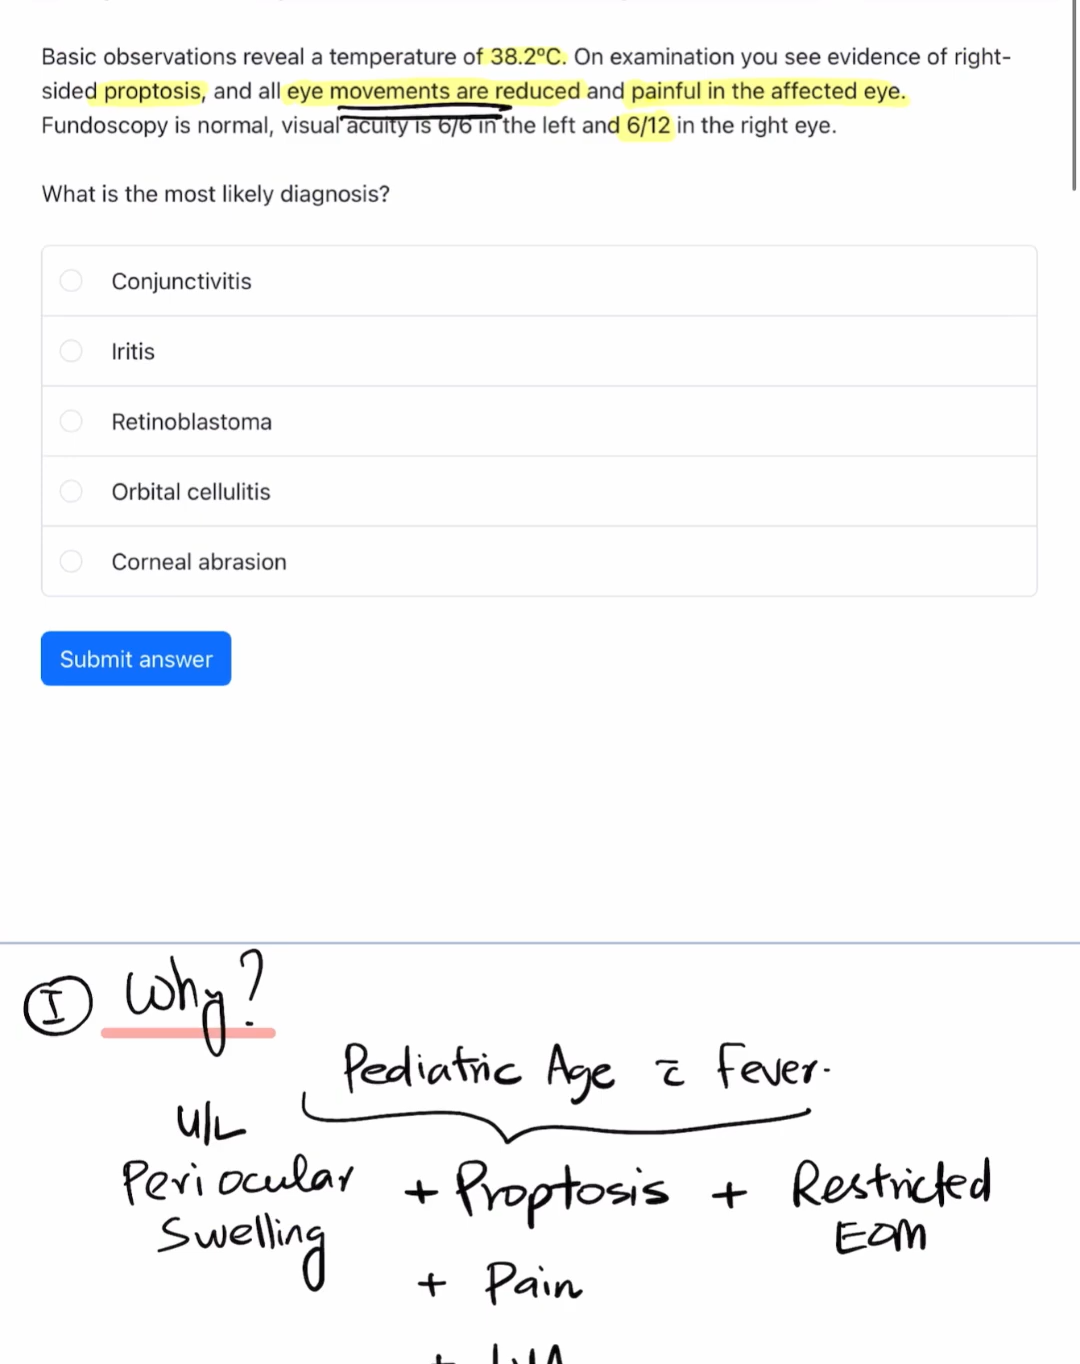 Basic observations reveal a temperature of 38.2°C. On examination you see evidence of right-
sided proptosis, and all eye movements are reduced and painful in the affected eye.
Fundoscopy is normal, visual acuity is 6/6 in the left and 6/12 in the right eye.
What is the most likely diagnosis?
Conjunctivitis
Iritis
Retinoblastoma
Orbital cellulitis
Corneal abrasion
Submit answer
I Why?
Pediatric Age c̄ Fever.
U/L
Periocular + Proptosis + Restricted
Swelling EOM
+ Pain